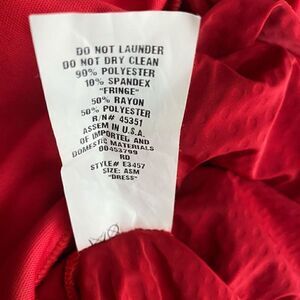 DO NOT LAUNDER
DO NOT DRY CLEAN
90% POLYESTER
10% SPANDEX
"FRINGE"
50% RAYON
50% POLYESTER
R/N# 45351
ASSEM IN U.S.A.
OF IMPORTED AND
DOMESTIC MATERIALS
00453799
RD
STYLE# E3457
SIZE: ASM
"DRESS"